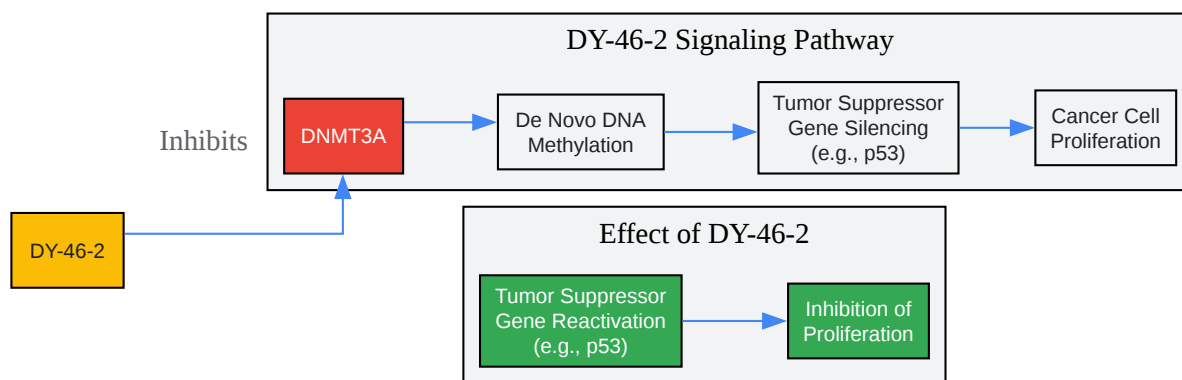 DY-46-2 Signaling Pathway
Inhibits
DNMT3A
De Novo DNA
Methylation
Tumor Suppressor
Gene Silencing
(e.g., p53)
Cancer Cell
Proliferation
DY-46-2
Effect of DY-46-2
Tumor Suppressor
Gene Reactivation
(e.g., p53)
Inhibition of
Proliferation